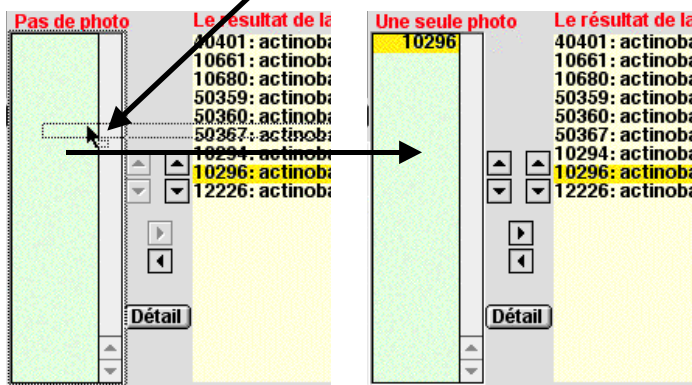 Pas de photo
Le résultat de la
40401: actinoba
10661: actinoba
10680: actinoba
50359: actinoba
50360: actinoba
50367: actinoba
10294: actinoba
10296: actinoba
12226: actinoba
Détail
Une seule photo
Le résultat de la
10296
40401: actinoba
10661: actinoba
10680: actinoba
50359: actinoba
50360: actinoba
50367: actinoba
10294: actinoba
10296: actinoba
12226: actinoba
Détail